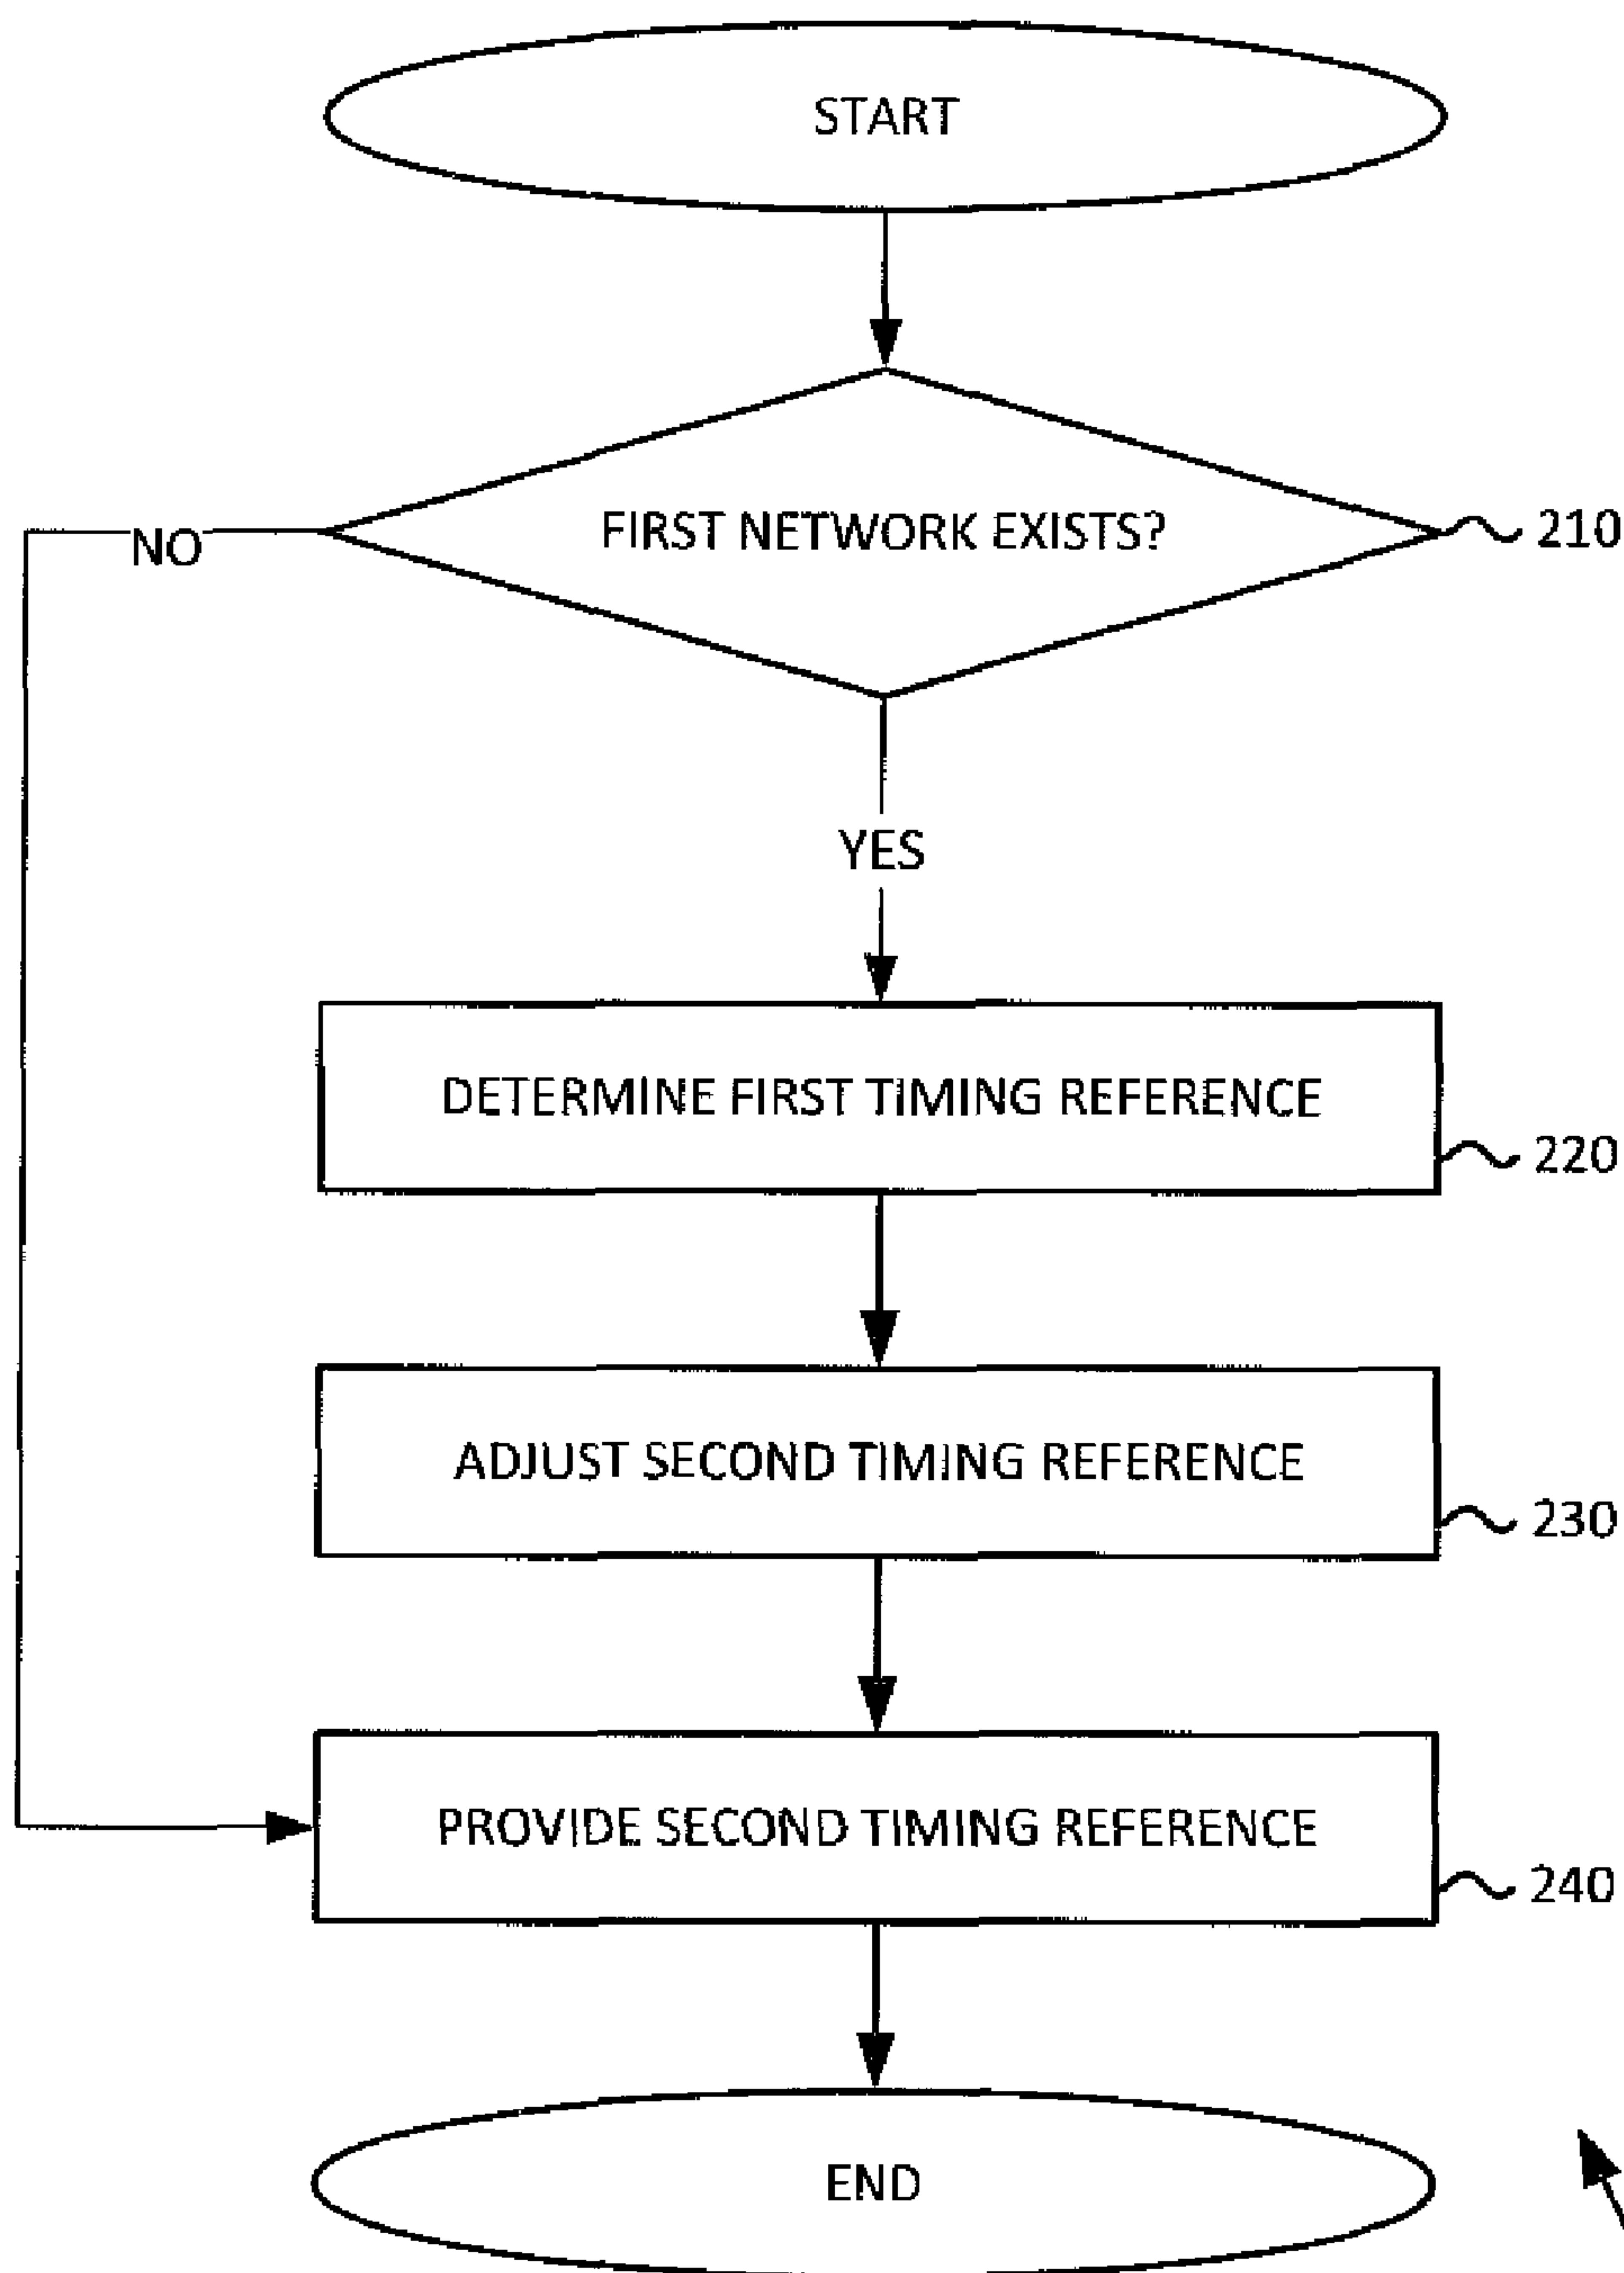 START
FIRST NETWORK EXISTS?
210
NO
YES
DETERMINE FIRST TIMING REFERENCE
220
ADJUST SECOND TIMING REFERENCE
230
PROVIDE SECOND TIMING REFERENCE
240
END